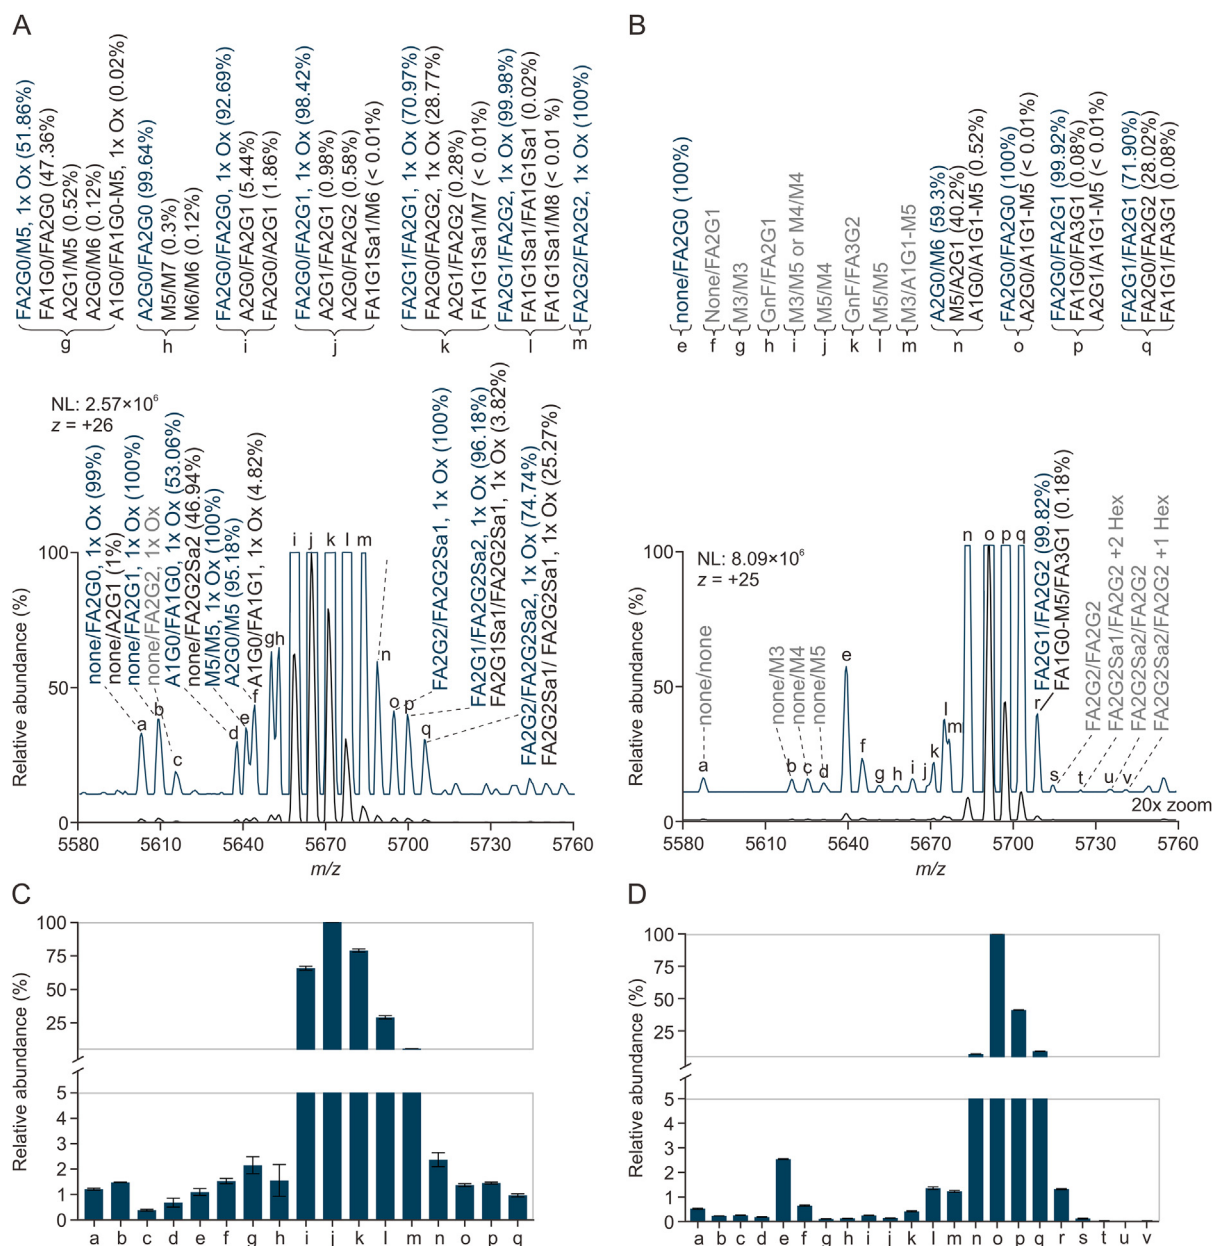 A
FA2G0/M5, 1x Ox (51.86%)
FA1G0/FA2G0 (47.36%)
A2G1/M5 (0.52%)
A2G0/M6 (0.12%)
A1G0/FA1G0-M5, 1x Ox (0.02%)
g
A2G0/FA2G0 (99.64%)
M5/M7 (0.3%)
M6/M6 (0.12%)
h
FA2G0/FA2G0, 1x Ox (92.69%)
A2G0/FA2G1 (5.44%)
FA2G0/A2G1 (1.86%)
i
FA2G0/FA2G1, 1x Ox (98.42%)
A2G1/FA2G1 (0.98%)
A2G0/FA2G2 (0.58%)
FA1G1Sa1/M6 (< 0.01%)
j
FA2G1/FA2G1, 1x Ox (70.97%)
FA2G0/FA2G2, 1x Ox (28.77%)
A2G1/FA2G2 (0.28%)
FA1G1Sa1/M7 (< 0.01%)
k
FA2G1/FA2G2, 1x Ox (99.98%)
FA1G1Sa1/FA1G1Sa1 (0.02%)
FA1G1Sa1/M8 (< 0.01 %)
l
FA2G2/FA2G2, 1x Ox (100%)
m
NL: 2.57×10⁶
z = +26
none/FA2G0, 1x Ox (99%)
none/A2G1 (1%)
none/FA2G1, 1x Ox (100%)
none/FA2G2, 1x Ox
A1G0/FA1G0, 1x Ox (53.06%)
none/FA2G2Sa2 (46.94%)
M5/M5, 1x Ox (100%)
A2G0/M5 (95.18%)
A1G0/FA1G1, 1x Ox (4.82%)
FA2G2/FA2G2Sa1, 1x Ox (100%)
FA2G1/FA2G2Sa2, 1x Ox (96.18%)
FA2G1Sa1/FA2G2Sa1, 1x Ox (3.82%)
FA2G2/FA2G2Sa2, 1x Ox (74.74%)
FA2G2Sa1/ FA2G2Sa1, 1x Ox (25.27%)
Relative abundance (%)
100
50
0
a b c d e f g h i j k l m n o p q
5580 5610 5640 5670 5700 5730 5760
m/z
B
none/FA2G0 (100%)
e
None/FA2G1
f
M3/M3
g
GnF/FA2G1
h
M3/M5 or M4/M4
i
M5/M4
j
GnF/FA3G2
k
M5/M5
l
M3/A1G1-M5
m
A2G0/M6 (59.3%)
M5/A2G1 (40.2%)
A1G0/A1G1-M5 (0.52%)
n
FA2G0/FA2G0 (100%)
A2G0/A1G1-M5 (< 0.01%)
o
FA2G0/FA2G1 (99.92%)
FA1G0/FA3G1 (0.08%)
A2G1/A1G1-M5 (< 0.01%)
p
FA2G1/FA2G1 (71.90%)
FA2G0/FA2G2 (28.02%)
FA1G1/FA3G1 (0.08%)
q
NL: 8.09×10⁶
z = +25
none/none
none/M3
none/M4
none/M5
FA2G1/FA2G2 (99.82%)
FA1G0-M5/FA3G1 (0.18%)
FA2G2/FA2G2
FA2G2Sa1/FA2G2 +2 Hex
FA2G2Sa2/FA2G2
FA2G2Sa2/FA2G2 +1 Hex
Relative abundance (%)
100
50
0
a b c d e f g h i j k l m n o p q r s t u v
20x zoom
5580 5610 5640 5670 5700 5730 5760
m/z
C
Relative abundance (%)
100
75
50
25
5
4
3
2
1
0
a b c d e f g h i j k l m n o p q
D
Relative abundance (%)
100
75
50
25
5
4
3
2
1
0
a b c d e f g h i j k l m n o p q r s t u v